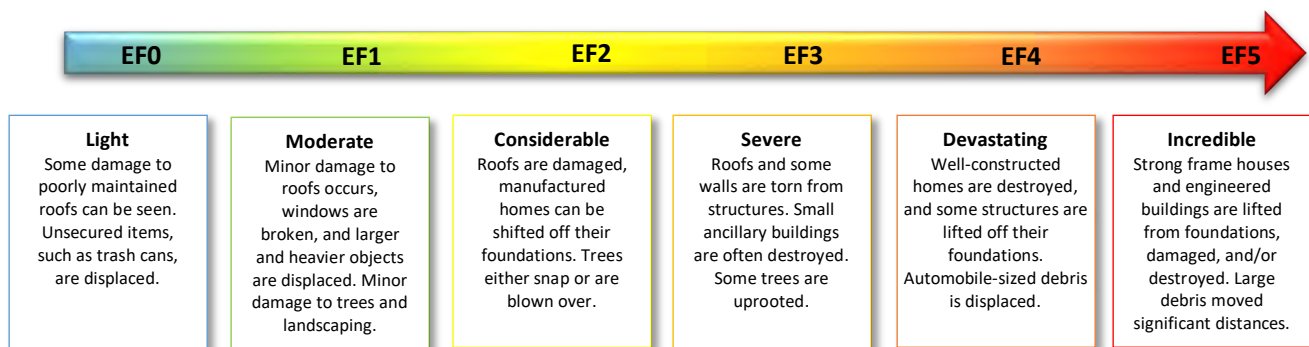 EF0 EF1 EF2 EF3 EF4 EF5
Light
Some damage to
poorly maintained
roofs can be seen.
Unsecured items,
such as trash cans,
are displaced.
Moderate
Minor damage to
roofs occurs,
windows are
broken, and larger
and heavier objects
are displaced. Minor
damage to trees and
landscaping.
Considerable
Roofs are damaged,
manufactured
homes can be
shifted off their
foundations. Trees
either snap or are
blown over.
Severe
Roofs and some
walls are torn from
structures. Small
ancillary buildings
are often destroyed.
Some trees are
uprooted.
Devastating
Well-constructed
homes are destroyed,
and some structures are
lifted off their
foundations.
Automobile-sized debris
is displaced.
Incredible
Strong frame houses
and engineered
buildings are lifted
from foundations,
damaged, and/or
destroyed. Large
debris moved
significant distances.